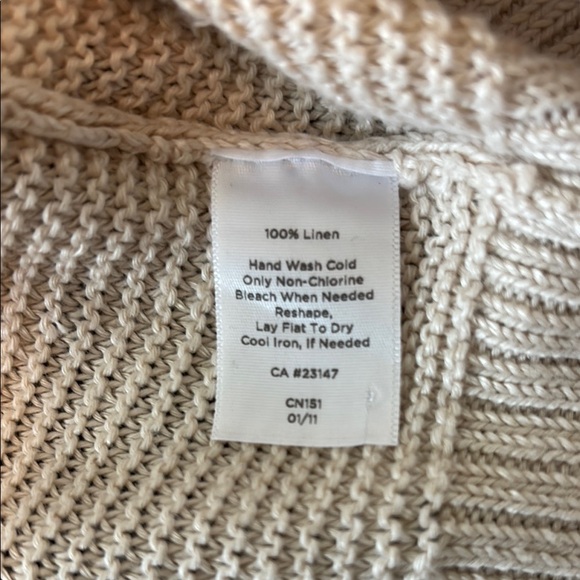 100% Linen
Hand Wash Cold
Only Non-Chlorine
Bleach When Needed
Reshape,
Lay Flat To Dry
Cool Iron, If Needed
CA #23147
CN151
01/11